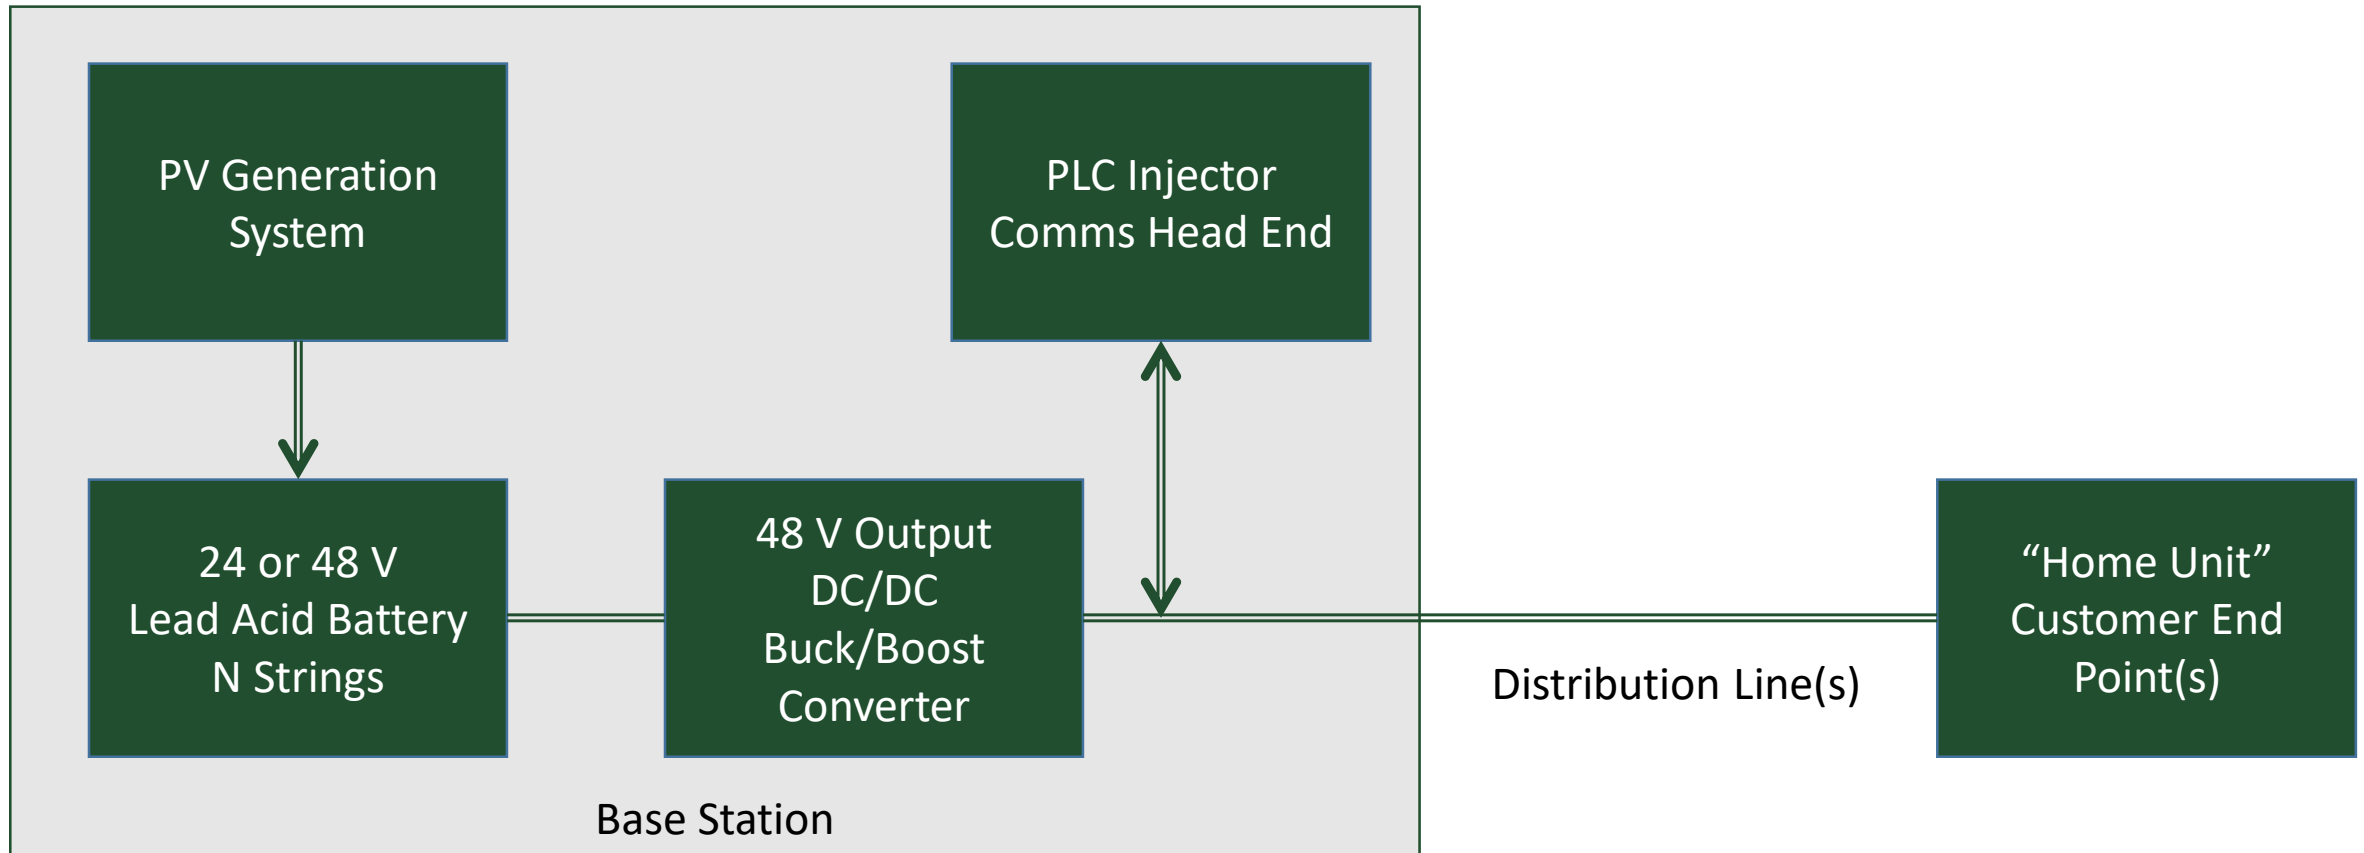 PV Generation
System
PLC Injector
Comms Head End
24 or 48 V
Lead Acid Battery
N Strings
48 V Output
DC/DC
Buck/Boost
Converter
“Home Unit”
Customer End
Point(s)
Distribution Line(s)
Base Station